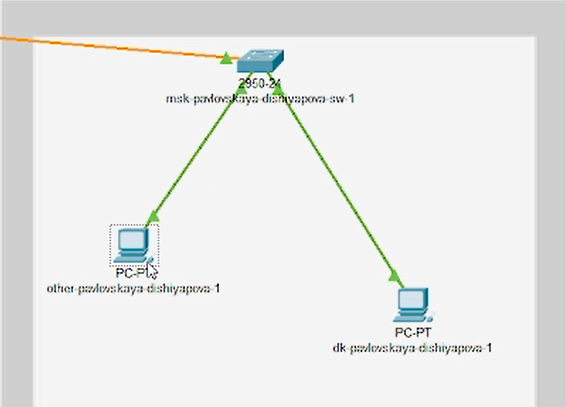 2950-24
msk-pavlovskaya-dishiyapova-sw-1
PC-PT
other-pavlovskaya-dishiyapova-1
PC-PT
dk-pavlovskaya-dishiyapova-1